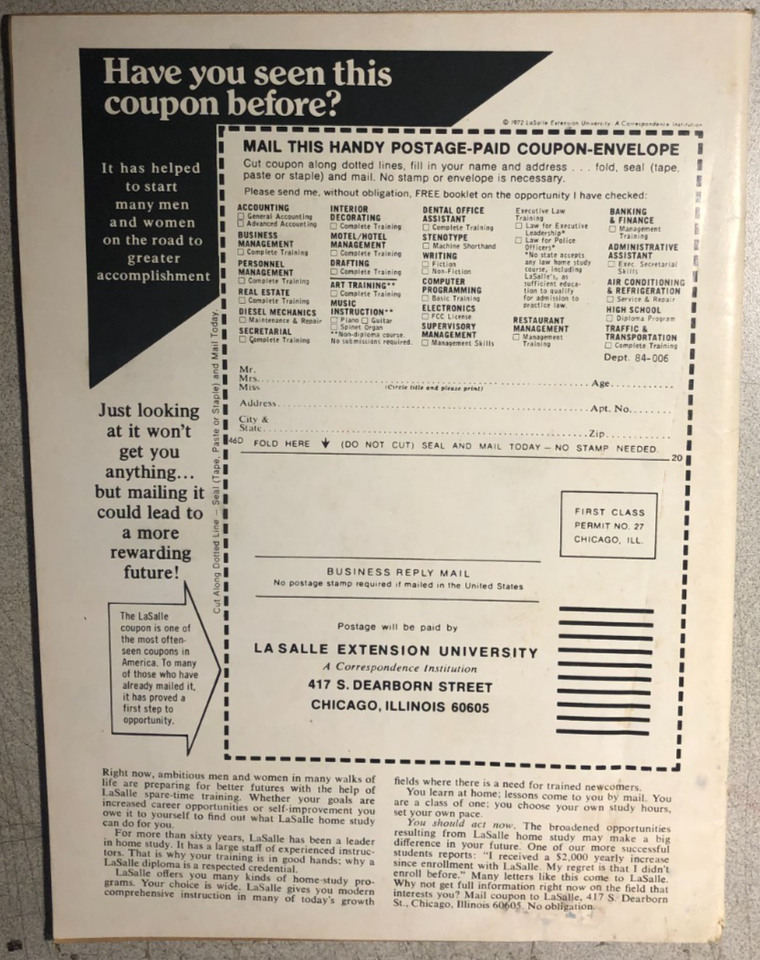 Have you seen this
coupon before?
© 1972 LaSalle Extension University. A Correspondence Institution
It has helped
to start
many men
and women
on the road to
greater
accomplishment
MAIL THIS HANDY POSTAGE-PAID COUPON-ENVELOPE
Cut coupon along dotted lines, fill in your name and address . . . fold, seal (tape,
paste or staple) and mail. No stamp or envelope is necessary.
Please send me, without obligation, FREE booklet on the opportunity I have checked:
ACCOUNTING
☐ General Accounting
☐ Advanced Accounting
BUSINESS
MANAGEMENT
☐ Complete Training
PERSONNEL
MANAGEMENT
☐ Complete Training
REAL ESTATE
☐ Complete Training
DIESEL MECHANICS
☐ Maintenance & Repair
SECRETARIAL
☐ Complete Training
INTERIOR
DECORATING
☐ Complete Training
MOTEL/HOTEL
MANAGEMENT
☐ Complete Training
DRAFTING
☐ Complete Training
ART TRAINING**
☐ Complete Training
MUSIC
INSTRUCTION**
☐ Piano ☐ Guitar
☐ Spinet Organ
**Non-diploma course.
No submissions required.
DENTAL OFFICE
ASSISTANT
☐ Complete Training
STENOTYPE
☐ Machine Shorthand
WRITING
☐ Fiction
☐ Non-Fiction
COMPUTER
PROGRAMMING
☐ Basic Training
ELECTRONICS
☐ FCC License
SUPERVISORY
MANAGEMENT
☐ Management Skills
Executive Law
Training
☐ Law for Executive
Leadership*
☐ Law for Police
Officers*
*No state accepts
any law home study
course, including
LaSalle's, as
sufficient educa-
tion to qualify
for admission to
practice law.
RESTAURANT
MANAGEMENT
☐ Management
Training
BANKING
& FINANCE
☐ Management
Training
ADMINISTRATIVE
ASSISTANT
☐ Exec. Secretarial
Skills
AIR CONDITIONING
& REFRIGERATION
☐ Service & Repair
HIGH SCHOOL
☐ Diploma Program
TRAFFIC &
TRANSPORTATION
☐ Complete Training
Dept. 84-006
Mr.
Mrs.
Miss
(Circle title and please print)
Age
Address
Apt. No.
City &
State
Zip
46D FOLD HERE ↓ (DO NOT CUT) SEAL AND MAIL TODAY – NO STAMP NEEDED.
20
Cut Along Dotted Line – Seal (Tape, Paste or Staple) and Mail Today.
Just looking
at it won't
get you
anything...
but mailing it
could lead to
a more
rewarding
future!
The LaSalle
coupon is one of
the most often-
seen coupons in
America. To many
of those who have
already mailed it,
it has proved a
first step to
opportunity.
FIRST CLASS
PERMIT NO. 27
CHICAGO, ILL.
BUSINESS REPLY MAIL
No postage stamp required if mailed in the United States
Postage will be paid by
LA SALLE EXTENSION UNIVERSITY
A Correspondence Institution
417 S. DEARBORN STREET
CHICAGO, ILLINOIS 60605
Right now, ambitious men and women in many walks of
life are preparing for better futures with the help of
LaSalle spare-time training. Whether your goals are
increased career opportunities or self-improvement you
owe it to yourself to find out what LaSalle home study
can do for you.
For more than sixty years, LaSalle has been a leader
in home study. It has a large staff of experienced instruc-
tors. That is why your training is in good hands; why a
LaSalle diploma is a respected credential.
LaSalle offers you many kinds of home-study pro-
grams. Your choice is wide. LaSalle gives you modern
comprehensive instruction in many of today's growth
fields where there is a need for trained newcomers.
You learn at home; lessons come to you by mail. You
are a class of one; you choose your own study hours,
set your own pace.
You should act now. The broadened opportunities
resulting from LaSalle home study may make a big
difference in your future. One of our more successful
students reports: "I received a $2,000 yearly increase
since enrollment with LaSalle. My regret is that I didn't
enroll before." Many letters like this come to LaSalle.
Why not get full information right now on the field that
interests you? Mail coupon to LaSalle, 417 S. Dearborn
St., Chicago, Illinois 60605. No obligation.